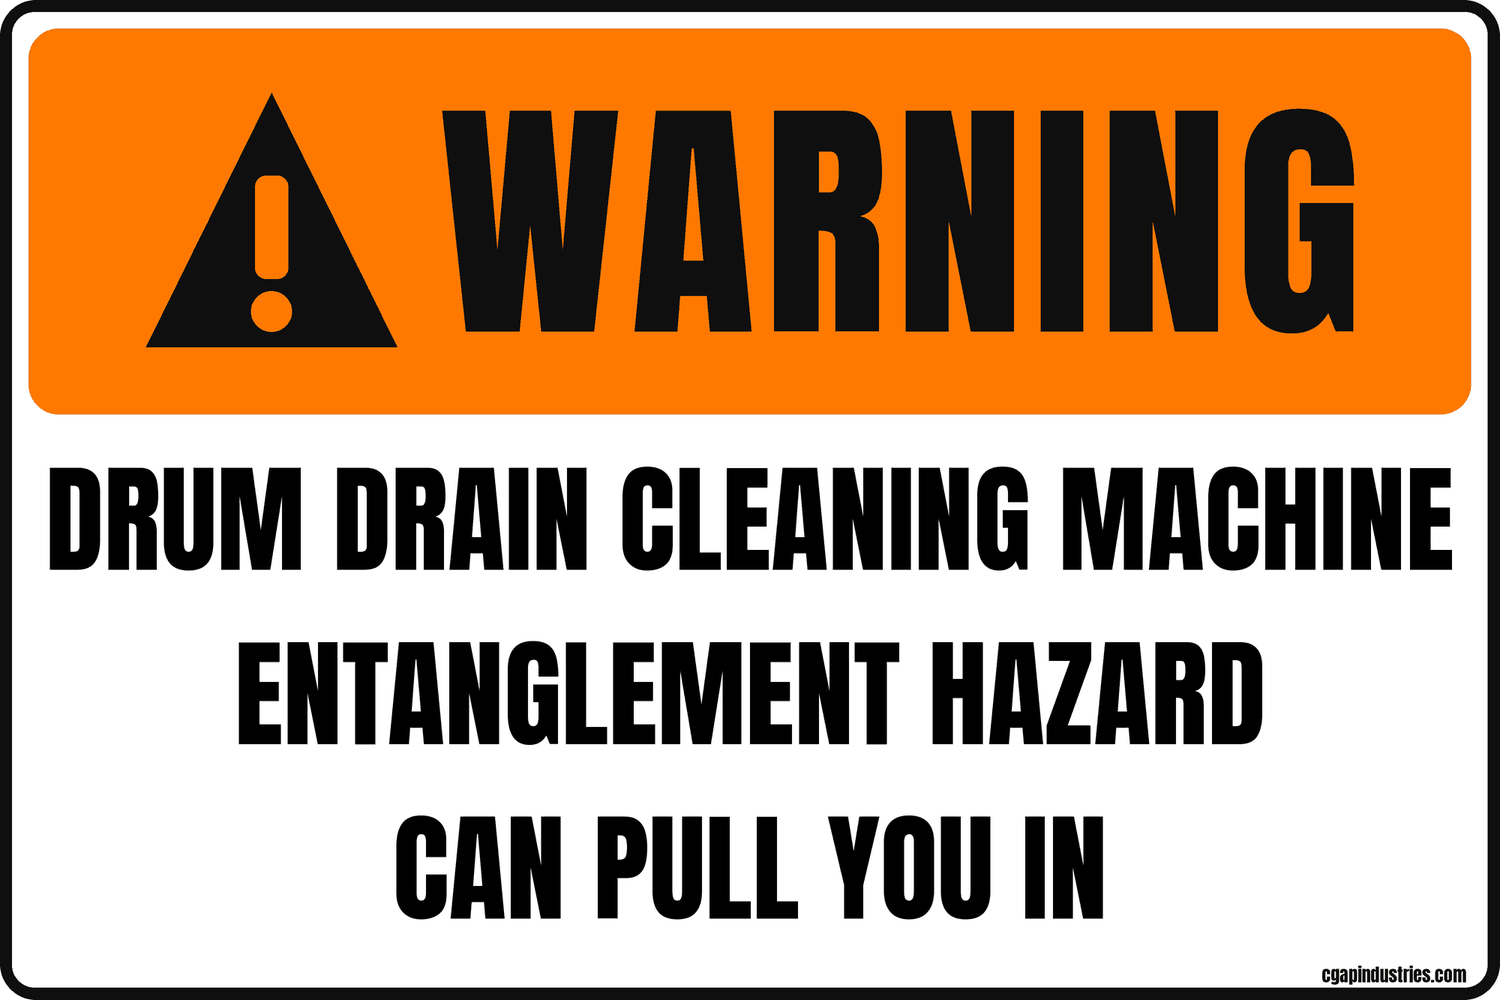 WARNING
DRUM DRAIN CLEANING MACHINE
ENTANGLEMENT HAZARD
CAN PULL YOU IN
cgapindustries.com